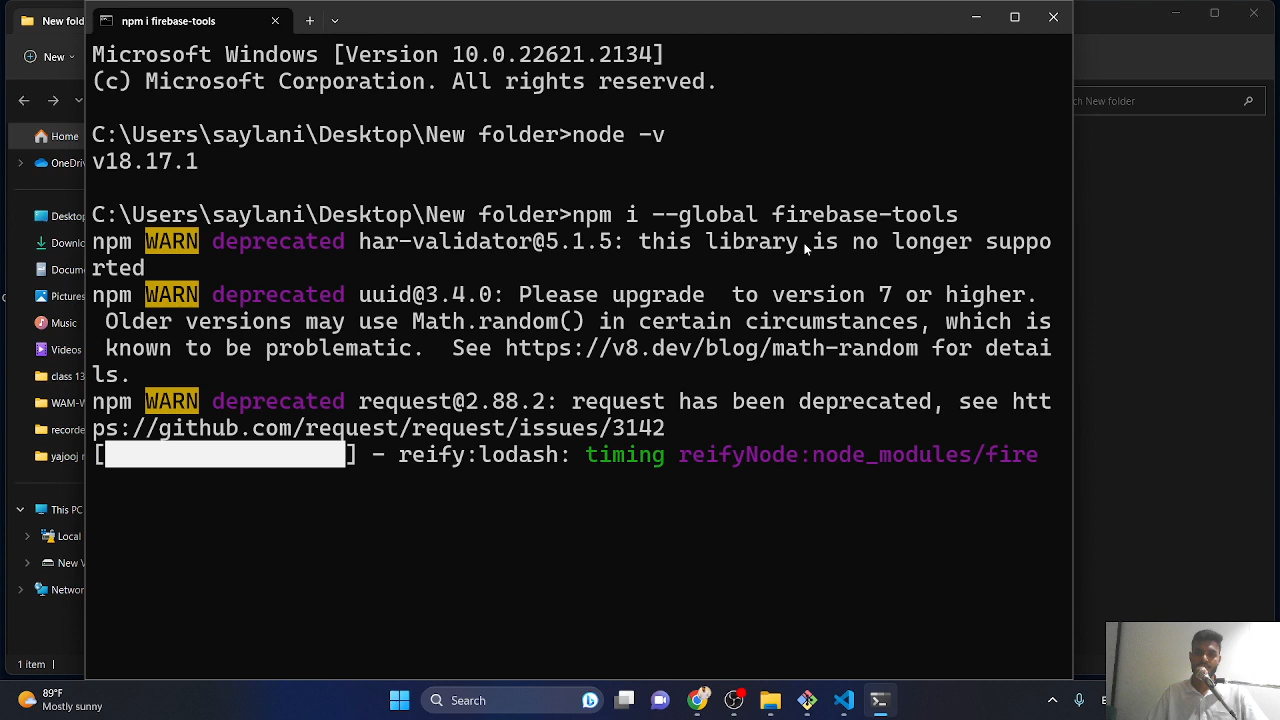 New fold
npm i firebase-tools
New
ch New folder
Home
OneDriv
Deskto
Downlo
Docum
Pictures
Music
Videos
class 13
WAM-W
recorde
yajooj
This PC
Local
New V
Networ
1 item
Microsoft Windows [Version 10.0.22621.2134]
(c) Microsoft Corporation. All rights reserved.
C:\Users\saylani\Desktop\New folder>node -v
v18.17.1
C:\Users\saylani\Desktop\New folder>npm i --global firebase-tools
npm WARN deprecated har-validator@5.1.5: this library is no longer suppo
rted
npm WARN deprecated uuid@3.4.0: Please upgrade  to version 7 or higher.
 Older versions may use Math.random() in certain circumstances, which is
 known to be problematic.  See https://v8.dev/blog/math-random for detai
ls.
npm WARN deprecated request@2.88.2: request has been deprecated, see htt
ps://github.com/request/request/issues/3142
[                  ] - reify:lodash: timing reifyNode:node_modules/fire
89°F
Mostly sunny
Search